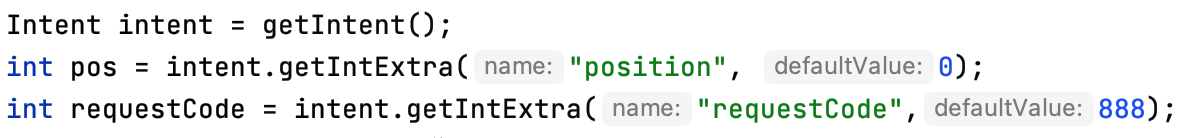 Intent intent = getIntent();
int pos = intent.getIntExtra( name: "position", defaultValue: 0);
int requestCode = intent.getIntExtra( name: "requestCode", defaultValue: 888);